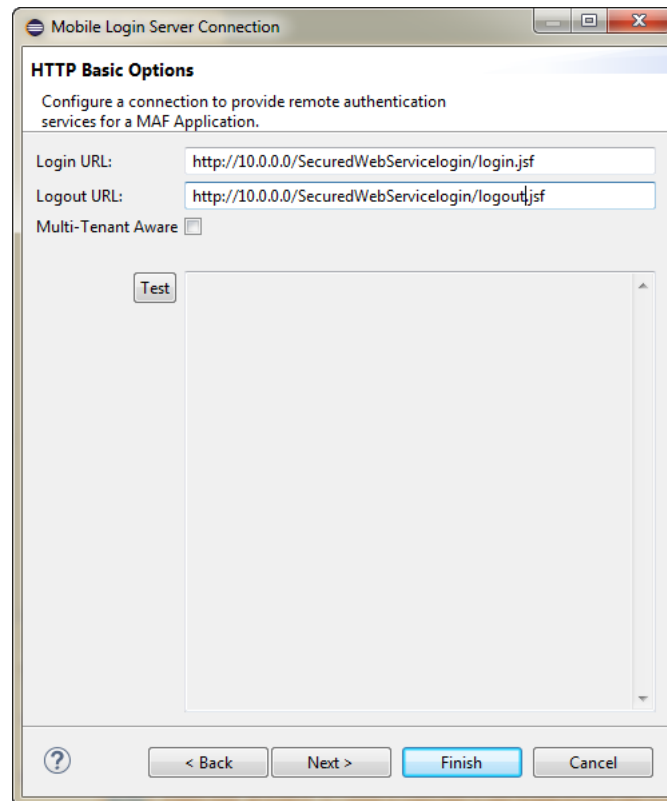 Mobile Login Server Connection
HTTP Basic Options
Configure a connection to provide remote authentication
services for a MAF Application.
Login URL: http://10.0.0.0/SecuredWebServicelogin/login.jsf
Logout URL: http://10.0.0.0/SecuredWebServicelogin/logout.jsf
Multi-Tenant Aware
Test
? < Back Next > Finish Cancel